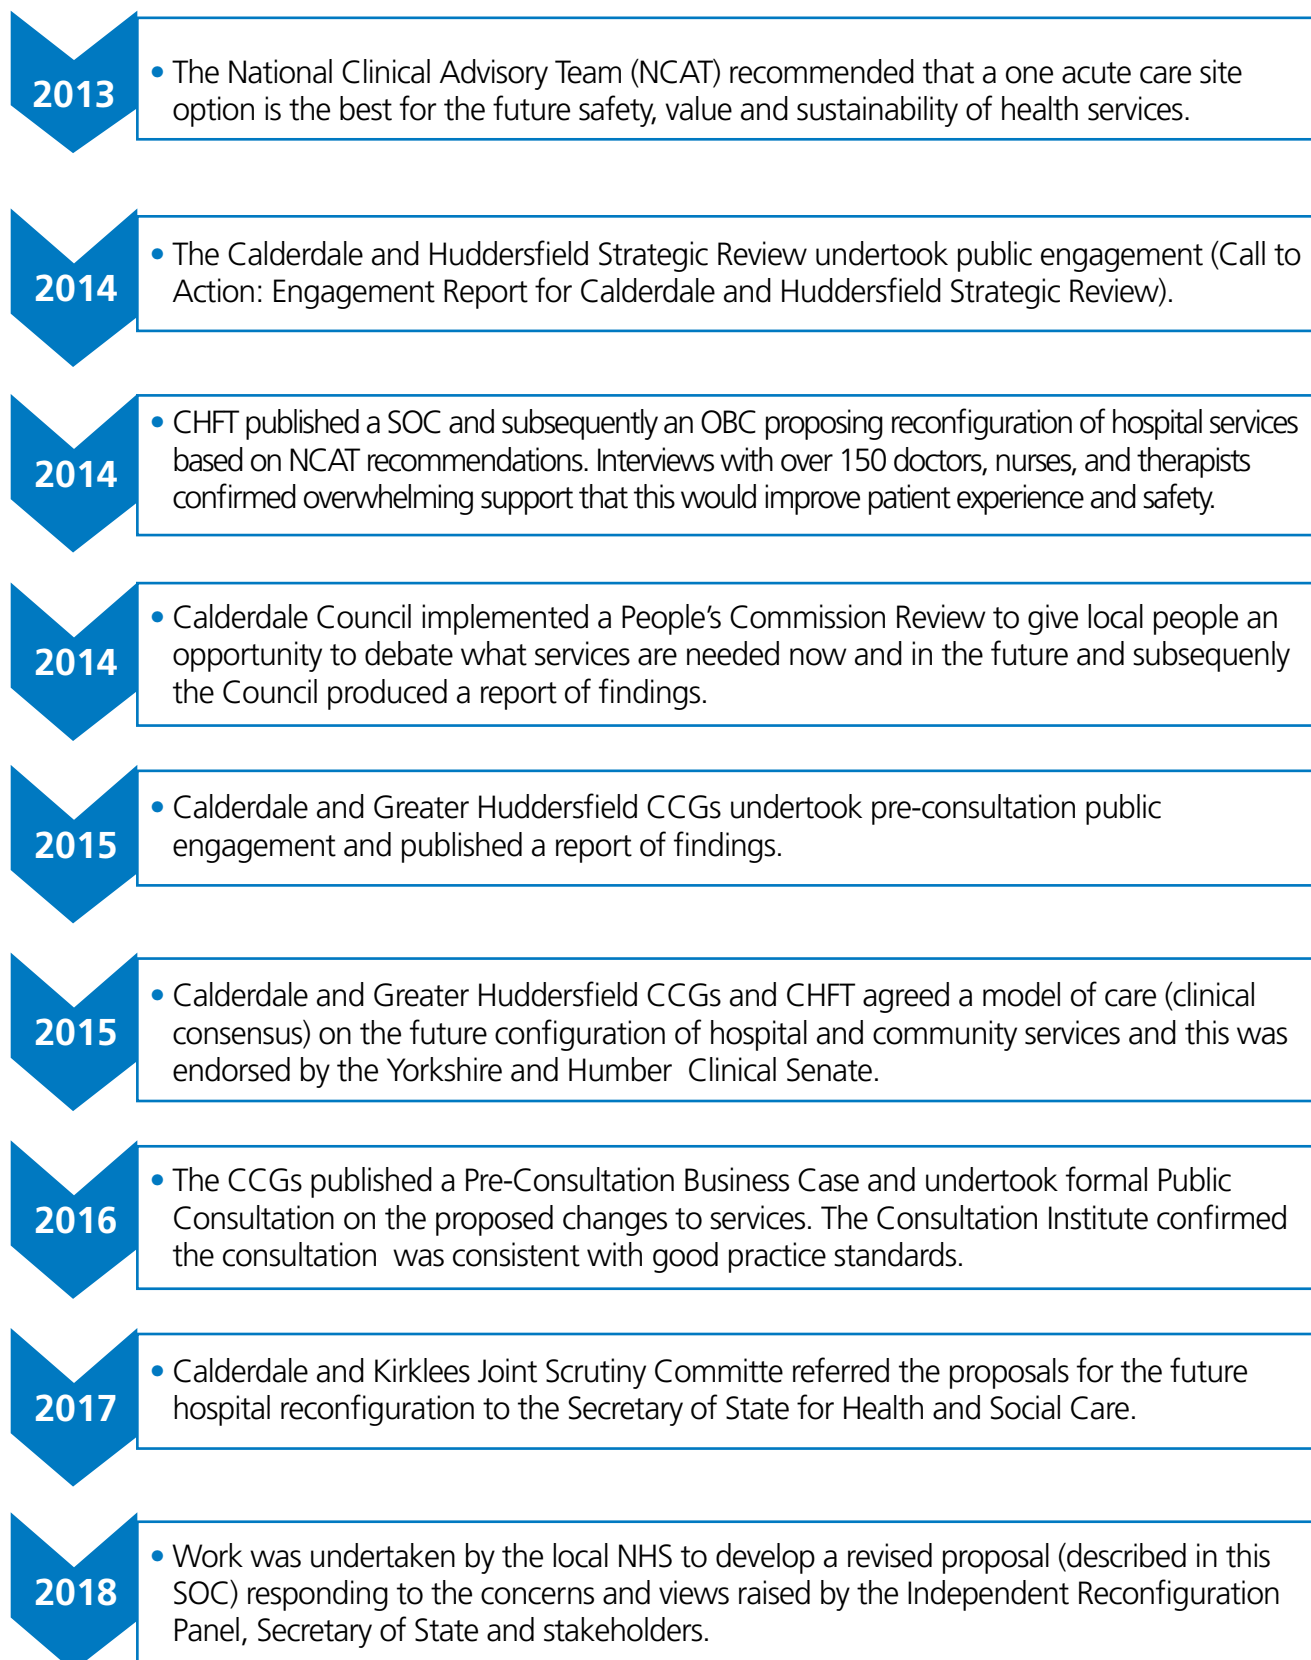 2013
• The National Clinical Advisory Team (NCAT) recommended that a one acute care site
option is the best for the future safety, value and sustainability of health services.
2014
• The Calderdale and Huddersfield Strategic Review undertook public engagement (Call to
Action: Engagement Report for Calderdale and Huddersfield Strategic Review).
2014
• CHFT published a SOC and subsequently an OBC proposing reconfiguration of hospital services
based on NCAT recommendations. Interviews with over 150 doctors, nurses, and therapists
confirmed overwhelming support that this would improve patient experience and safety.
2014
• Calderdale Council implemented a People’s Commission Review to give local people an
opportunity to debate what services are needed now and in the future and subsequenly
the Council produced a report of findings.
2015
• Calderdale and Greater Huddersfield CCGs undertook pre-consultation public
engagement and published a report of findings.
2015
• Calderdale and Greater Huddersfield CCGs and CHFT agreed a model of care (clinical
consensus) on the future configuration of hospital and community services and this was
endorsed by the Yorkshire and Humber  Clinical Senate.
2016
• The CCGs published a Pre-Consultation Business Case and undertook formal Public
Consultation on the proposed changes to services. The Consultation Institute confirmed
the consultation  was consistent with good practice standards.
2017
• Calderdale and Kirklees Joint Scrutiny Committe referred the proposals for the future
hospital reconfiguration to the Secretary of State for Health and Social Care.
2018
• Work was undertaken by the local NHS to develop a revised proposal (described in this
SOC) responding to the concerns and views raised by the Independent Reconfiguration
Panel, Secretary of State and stakeholders.